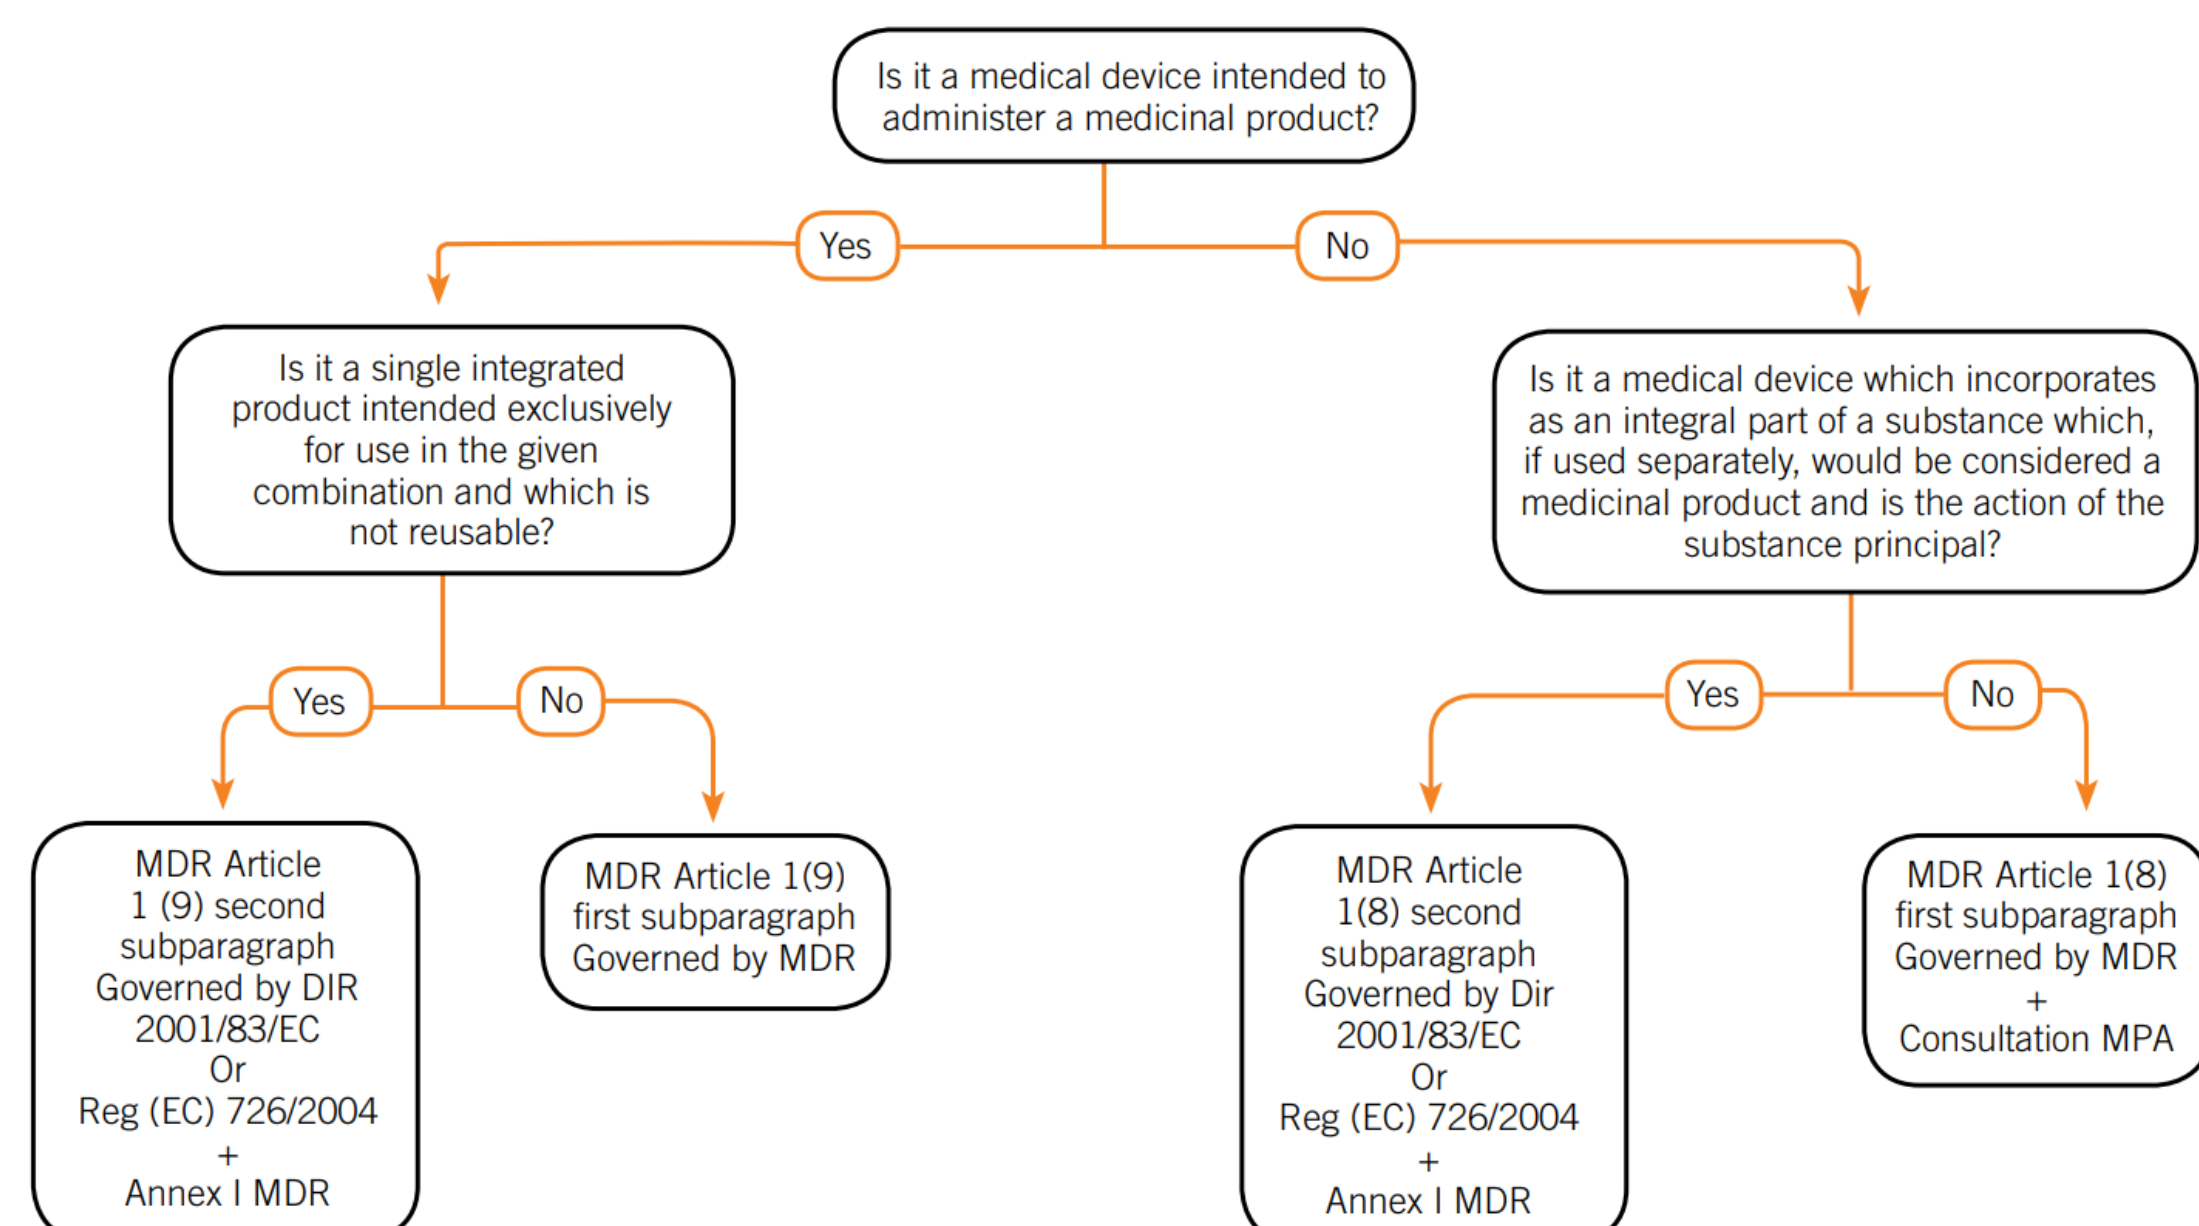 Is it a medical device intended to
administer a medicinal product?
Yes
No
Is it a single integrated
product intended exclusively
for use in the given
combination and which is
not reusable?
Is it a medical device which incorporates
as an integral part of a substance which,
if used separately, would be considered a
medicinal product and is the action of the
substance principal?
Yes
No
Yes
No
MDR Article
1 (9) second
subparagraph
Governed by DIR
2001/83/EC
Or
Reg (EC) 726/2004
+
Annex I MDR
MDR Article 1(9)
first subparagraph
Governed by MDR
MDR Article
1(8) second
subparagraph
Governed by Dir
2001/83/EC
Or
Reg (EC) 726/2004
+
Annex I MDR
MDR Article 1(8)
first subparagraph
Governed by MDR
+
Consultation MPA